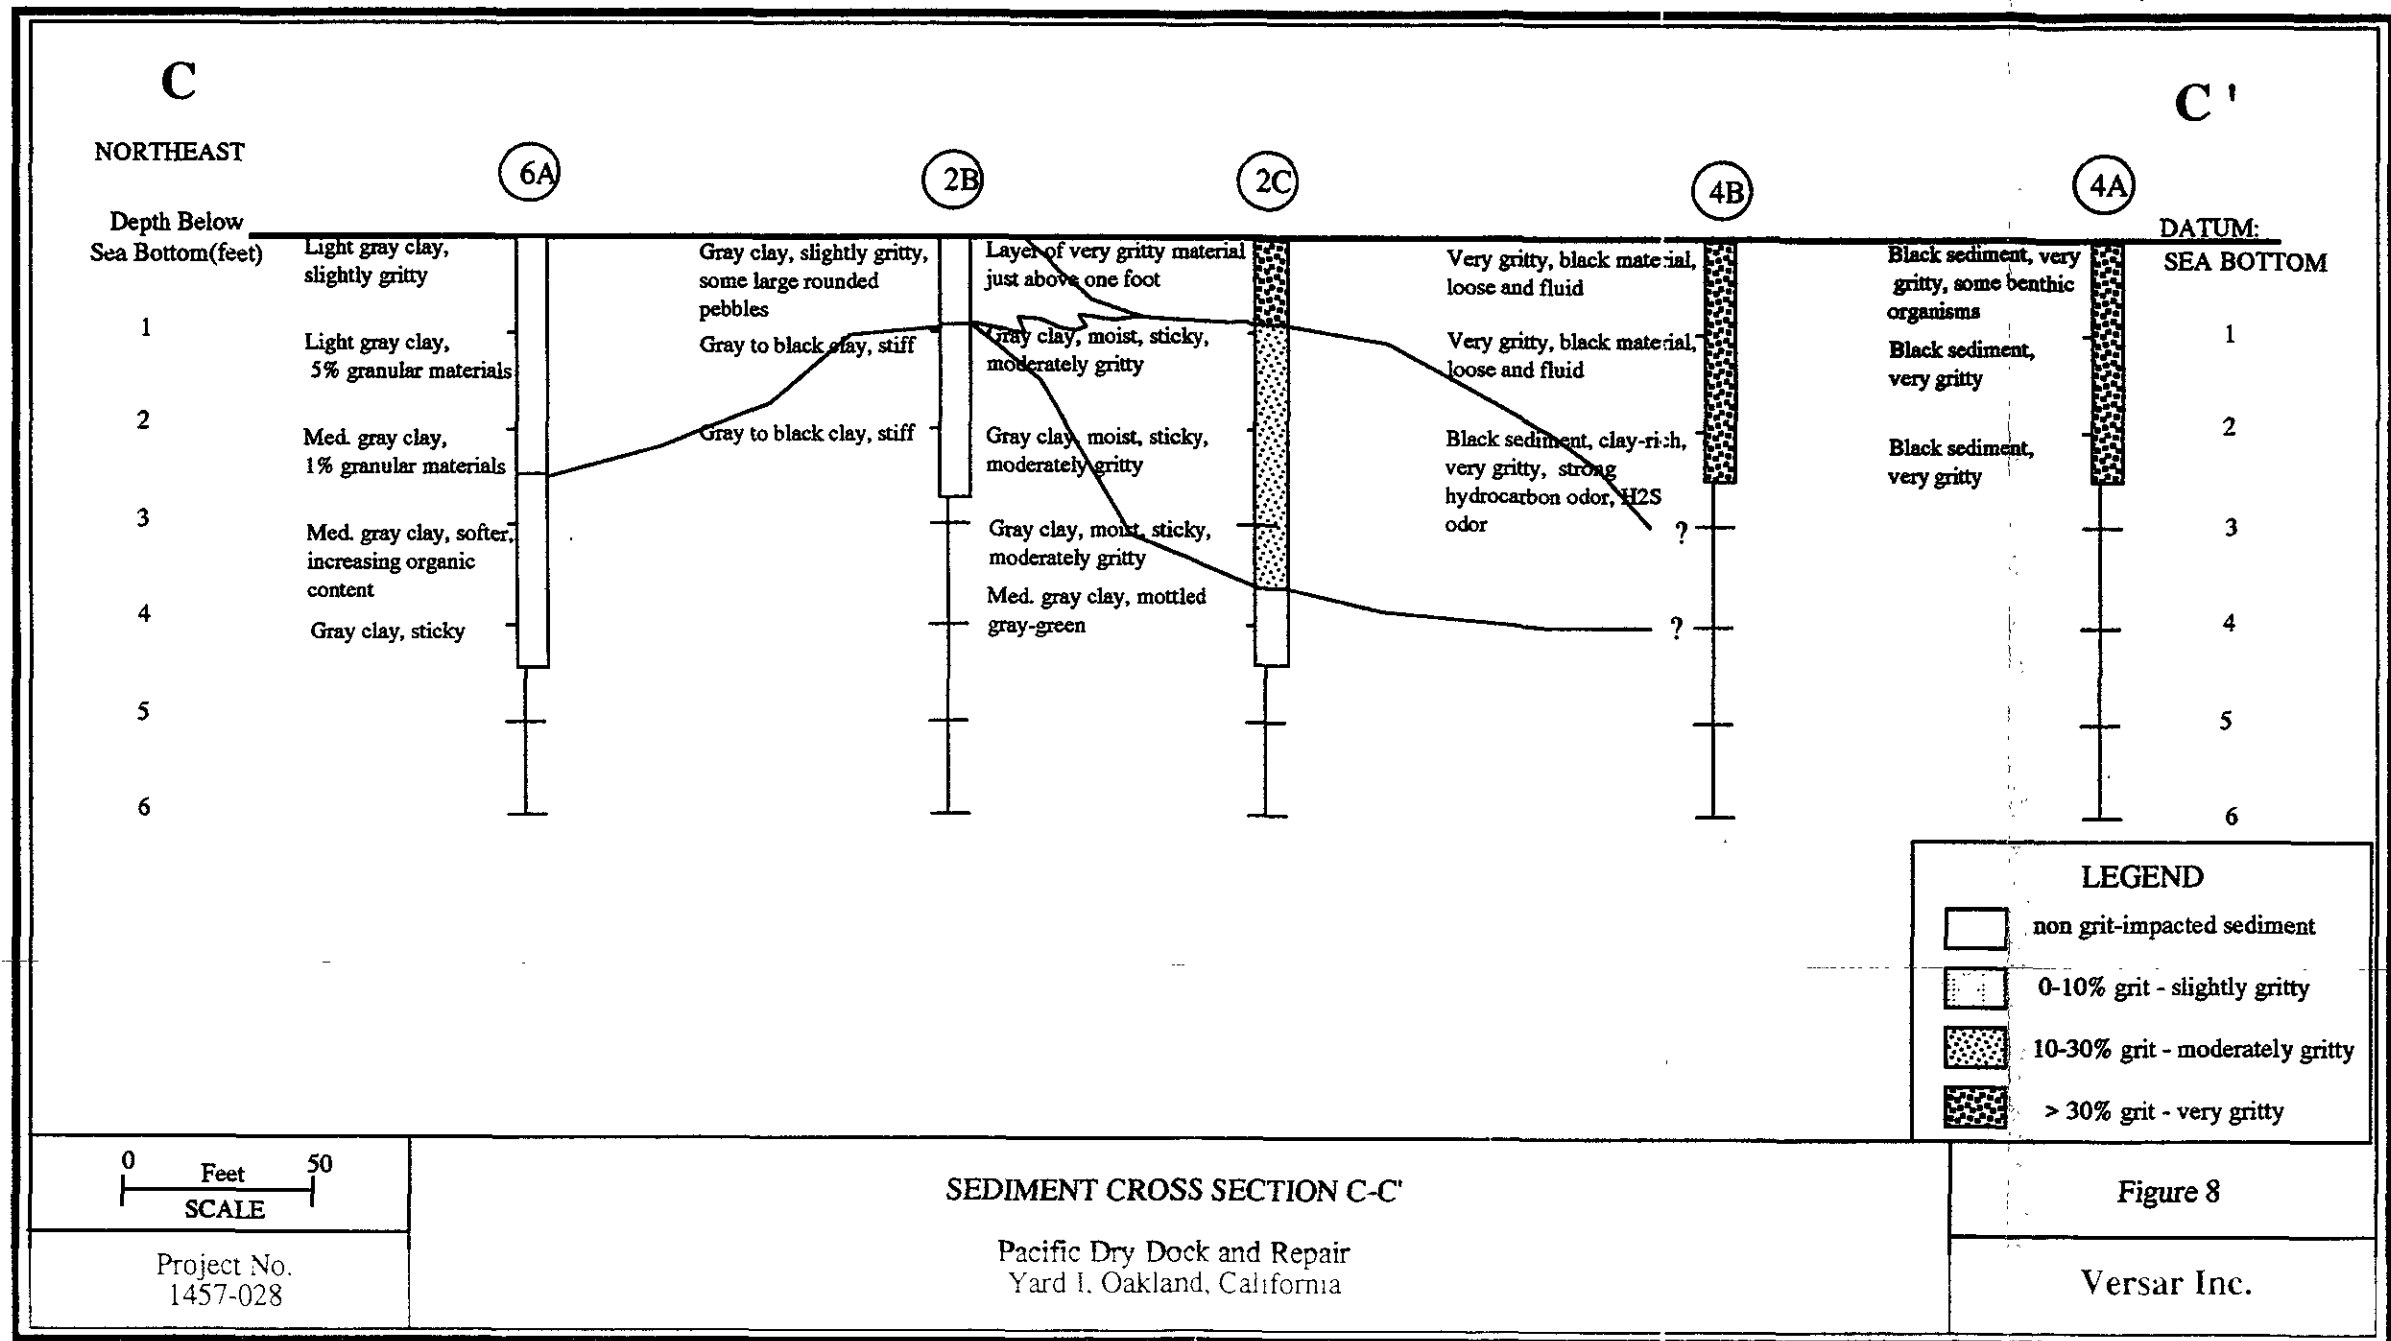 C
C '
NORTHEAST
6A
2B
2C
4B
4A
Depth Below
Sea Bottom(feet)
DATUM:
SEA BOTTOM
1
2
3
4
5
6
Light gray clay,
slightly gritty
Light gray clay,
5% granular materials
Med. gray clay,
1% granular materials
Med. gray clay, softer,
increasing organic
content
Gray clay, sticky
Gray clay, slightly gritty,
some large rounded
pebbles
Gray to black clay, stiff
Gray to black clay, stiff
Layer of very gritty material
just above one foot
Gray clay, moist, sticky,
moderately gritty
Gray clay, moist, sticky,
moderately gritty
Gray clay, moist, sticky,
moderately gritty
Med. gray clay, mottled
gray-green
Very gritty, black material,
loose and fluid
Very gritty, black material,
loose and fluid
Black sediment, clay-rich,
very gritty, strong
hydrocarbon odor, H2S
odor
?
?
Black sediment, very
gritty, some benthic
organisms
Black sediment,
very gritty
Black sediment,
very gritty
1
2
3
4
5
6
LEGEND
non grit-impacted sediment
0-10% grit - slightly gritty
10-30% grit - moderately gritty
> 30% grit - very gritty
0 Feet 50
SCALE
Project No.
1457-028
SEDIMENT CROSS SECTION C-C'
Pacific Dry Dock and Repair
Yard I, Oakland, California
Figure 8
Versar Inc.